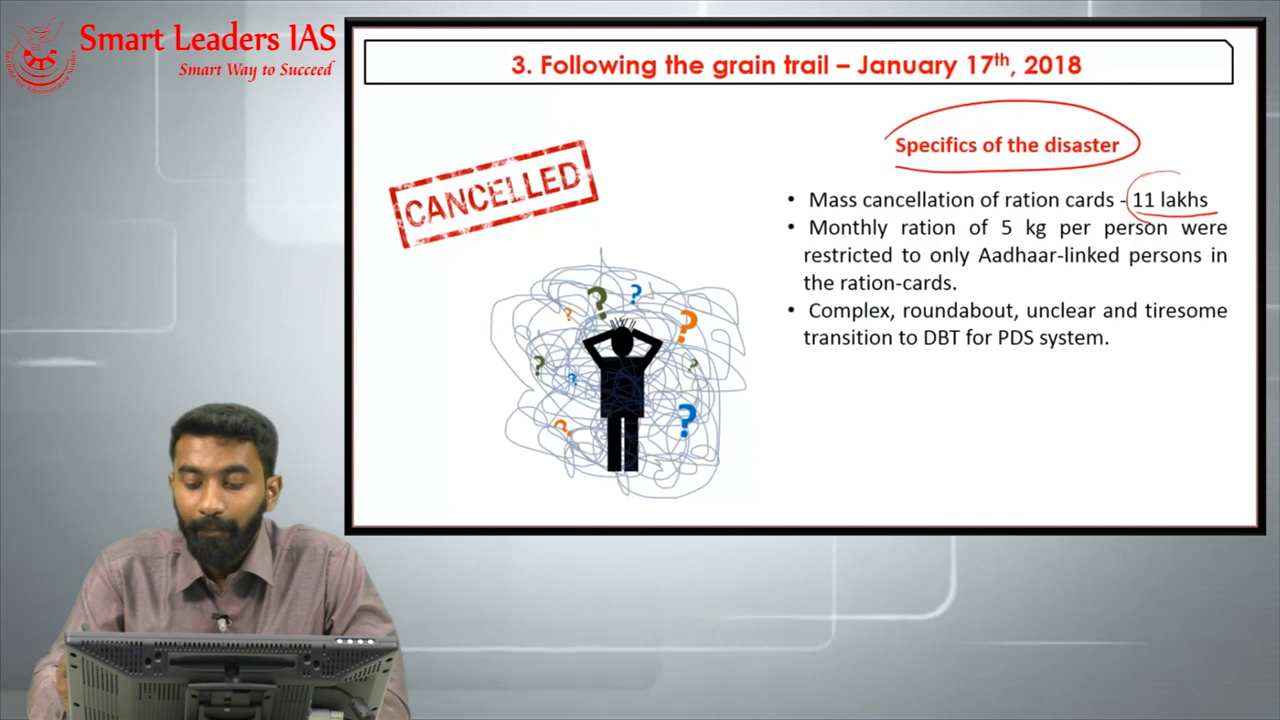 Smart Leaders IAS
Smart Way to Succeed
3. Following the grain trail – January 17th, 2018
CANCELLED
Specifics of the disaster
• Mass cancellation of ration cards - 11 lakhs
• Monthly ration of 5 kg per person were
restricted to only Aadhaar-linked persons in
the ration-cards.
• Complex, roundabout, unclear and tiresome
transition to DBT for PDS system.
? ? ? ? ? ? ? ? ?